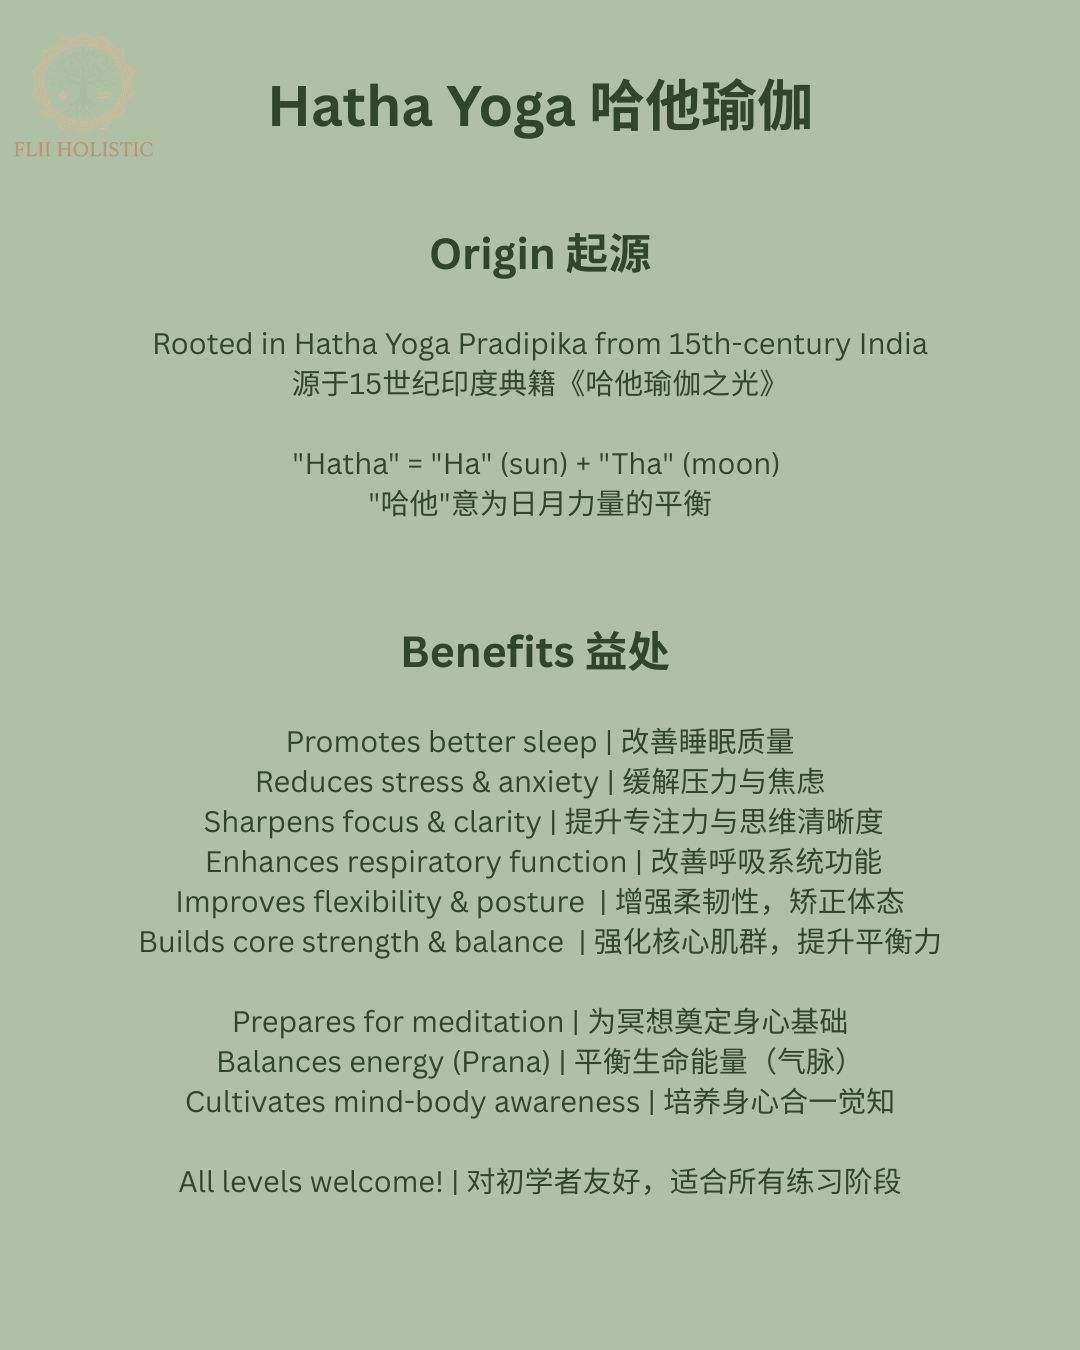 FLII HOLISTIC
Hatha Yoga 哈他瑜伽
Origin 起源
Rooted in Hatha Yoga Pradipika from 15th-century India
源于15世纪印度典籍《哈他瑜伽之光》
"Hatha" = "Ha" (sun) + "Tha" (moon)
"哈他"意为日月力量的平衡
Benefits 益处
Promotes better sleep | 改善睡眠质量
Reduces stress & anxiety | 缓解压力与焦虑
Sharpens focus & clarity | 提升专注力与思维清晰度
Enhances respiratory function | 改善呼吸系统功能
Improves flexibility & posture  | 增强柔韧性，矫正体态
Builds core strength & balance  | 强化核心肌群，提升平衡力
Prepares for meditation | 为冥想奠定身心基础
Balances energy (Prana) | 平衡生命能量（气脉）
Cultivates mind-body awareness | 培养身心合一觉知
All levels welcome! | 对初学者友好，适合所有练习阶段